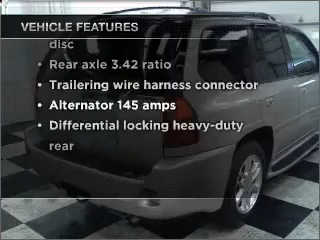 VEHICLE FEATURES
disc
• Rear axle 3.42 ratio
• Trailering wire harness connector
• Alternator 145 amps
• Differential locking heavy-duty
rear